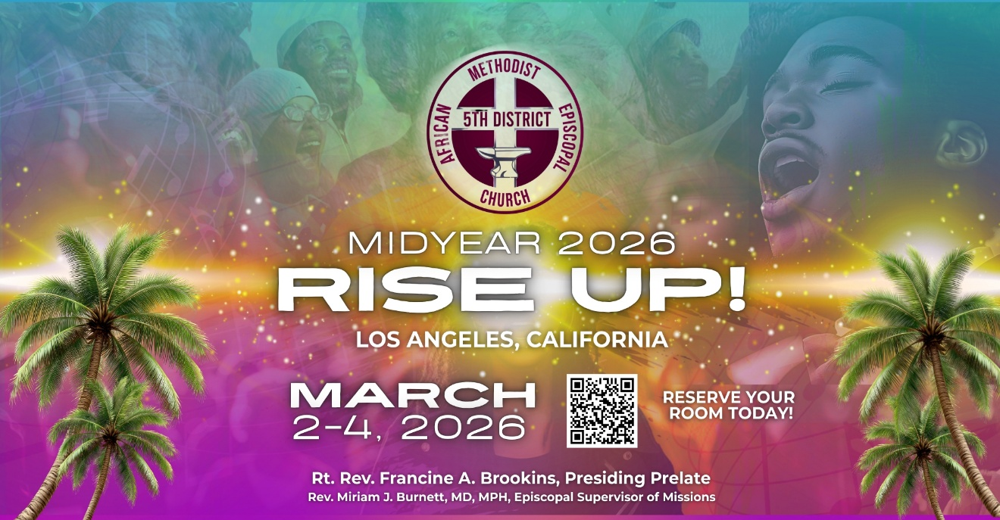 METHODIST
AFRICAN
EPISCOPAL
5TH DISTRICT
CHURCH
MIDYEAR 2026
RISE UP!
LOS ANGELES, CALIFORNIA
MARCH
2-4, 2026
RESERVE YOUR
ROOM TODAY!
Rt. Rev. Francine A. Brookins, Presiding Prelate
Rev. Miriam J. Burnett, MD, MPH, Episcopal Supervisor of Missions